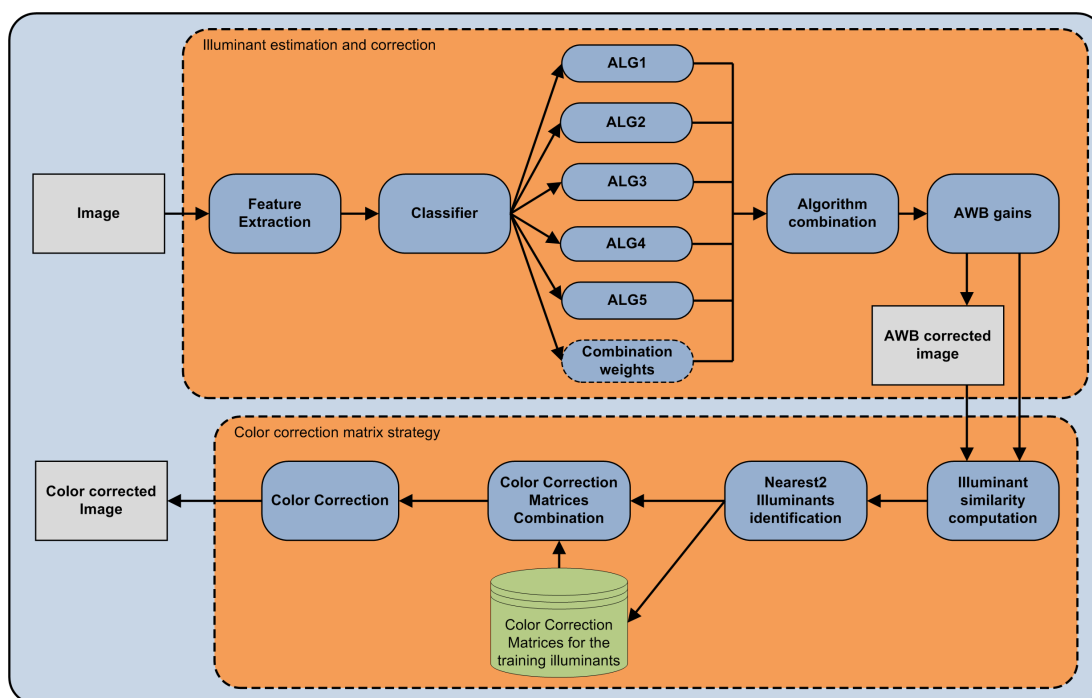 Illuminant estimation and correction
ALG1
ALG2
ALG3
ALG4
ALG5
Combination
weights
Image
Feature
Extraction
Classifier
Algorithm
combination
AWB gains
AWB corrected
image
Color correction matrix strategy
Color corrected
Image
Color Correction
Color Correction
Matrices
Combination
Nearest2
Illuminants
identification
Illuminant
similarity
computation
Color Correction
Matrices for the
training illuminants